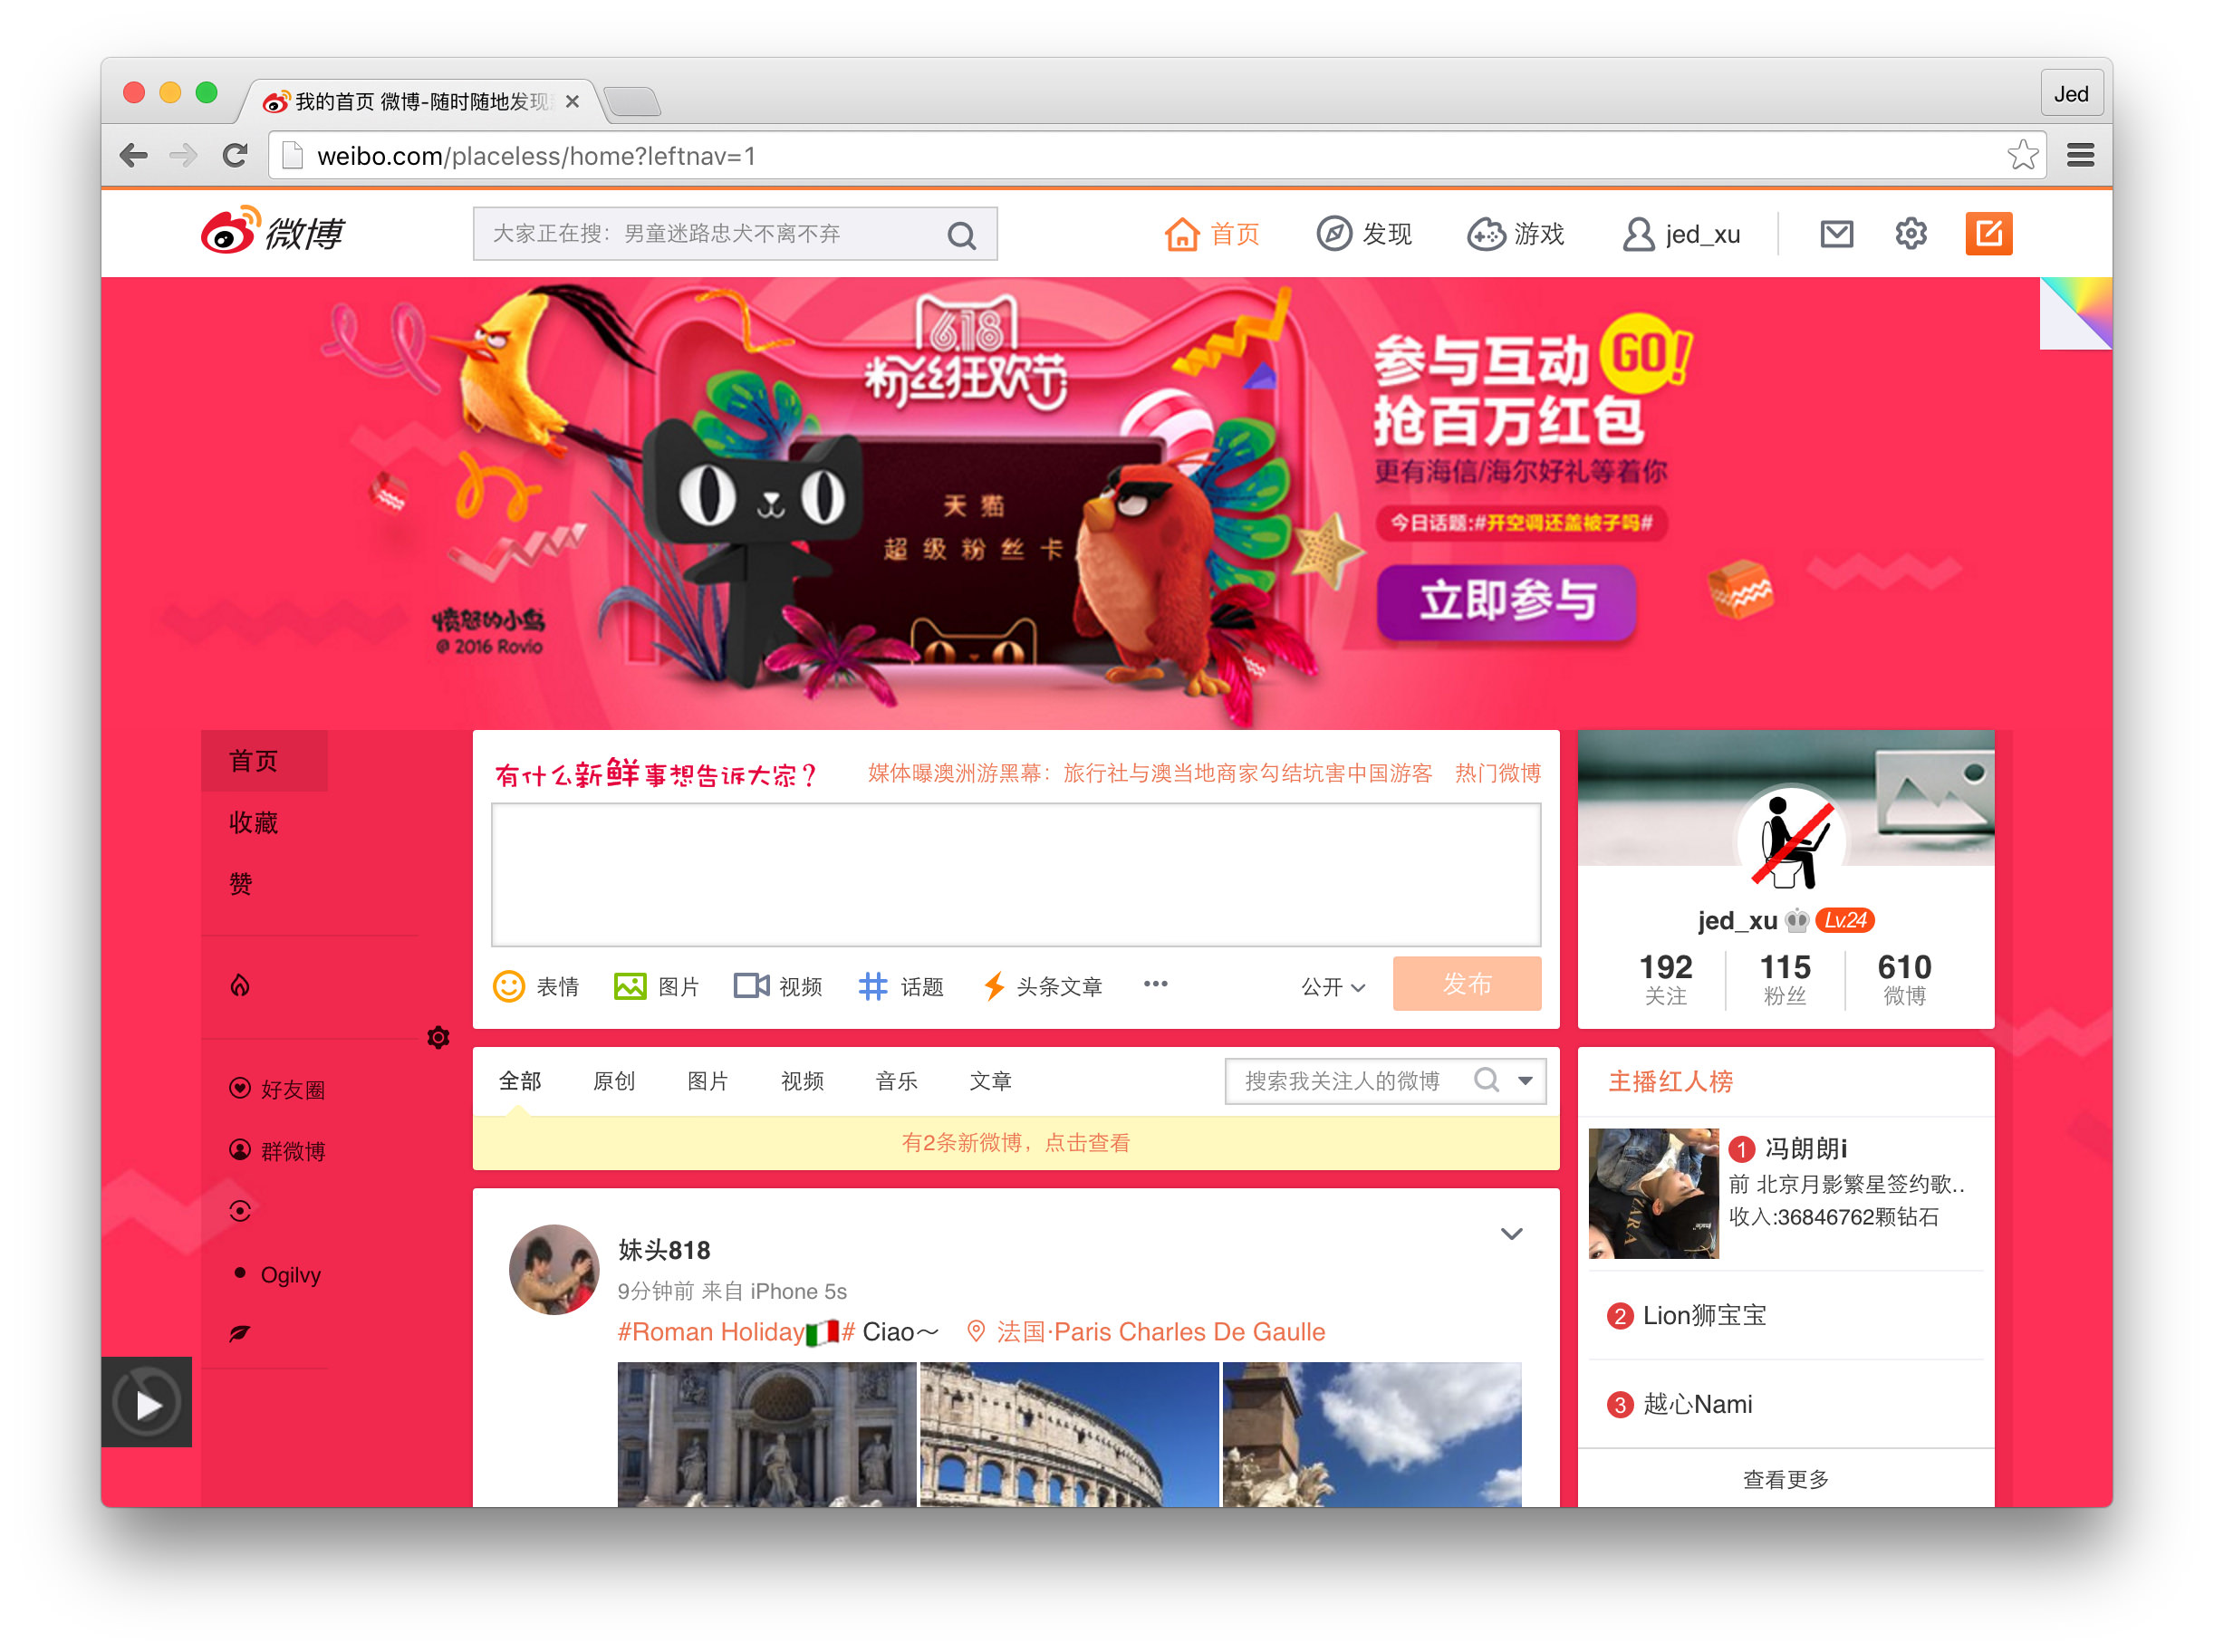 我的首页 微博-随时随地发现
Jed
weibo.com/placeless/home?leftnav=1
微博
大家正在搜：男童迷路忠犬不离不弃
首页
发现
游戏
jed_xu
6.18
粉丝狂欢节
参与互动 GO!
抢百万红包
更有海信/海尔好礼等着你
今日话题:#开空调还盖被子吗#
立即参与
天猫
超级粉丝卡
愤怒的小鸟
@ 2016 Rovio
首页
收藏
赞
好友圈
群微博
Ogilvy
有什么新鲜事想告诉大家？
媒体曝澳洲游黑幕：旅行社与澳当地商家勾结坑害中国游客 热门微博
表情 图片 视频 话题 头条文章 ··· 公开 发布
全部 原创 图片 视频 音乐 文章
搜索我关注人的微博
有2条新微博，点击查看
妹头818
9分钟前 来自 iPhone 5s
#Roman Holiday🇮🇹# Ciao～ 法国·Paris Charles De Gaulle
jed_xu Lv.24
192 115 610
关注 粉丝 微博
主播红人榜
1 冯朗朗i
前 北京月影繁星签约歌..
收入:36846762颗钻石
2 Lion狮宝宝
3 越心Nami
查看更多